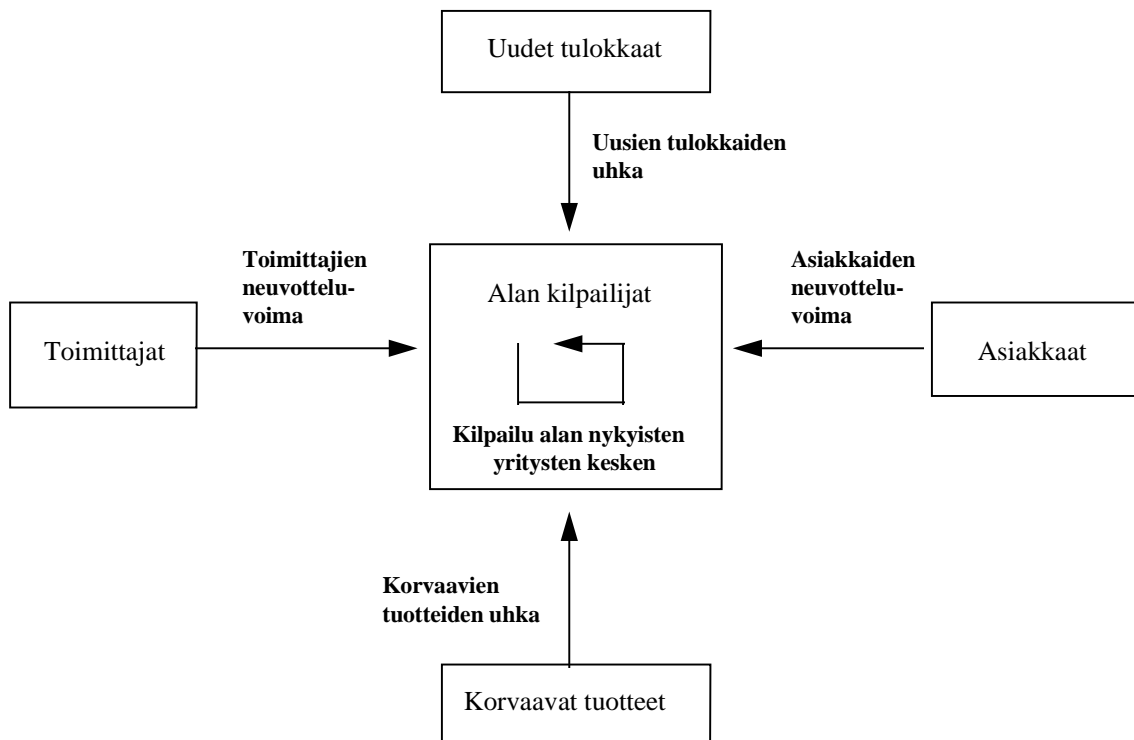 Uudet tulokkaat
Uusien tulokkaiden
uhka
Toimittajien
neuvottelu-
voima
Asiakkaiden
neuvottelu-
voima
Alan kilpailijat
Toimittajat
Asiakkaat
Kilpailu alan nykyisten
yritysten kesken
Korvaavien
tuotteiden uhka
Korvaavat tuotteet